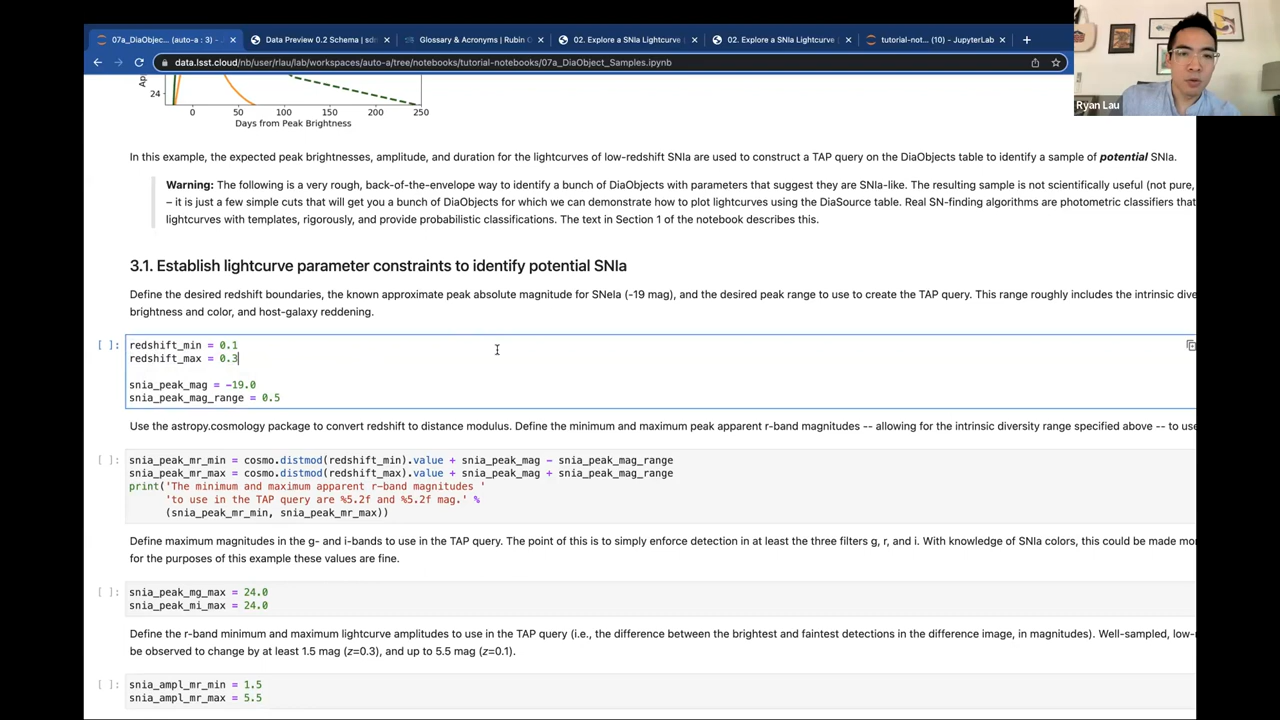 07a_DiaObjec... (auto-a : 3) -
Data Preview 0.2 Schema | sd
Glossary & Acronyms | Rubin
02. Explore a SNIa Lightcurve
02. Explore a SNIa Lightcurve
tutorial-not... (10) - JupyterLab
data.lsst.cloud/nb/user/rlau/lab/workspaces/auto-a/tree/notebooks/tutorial-notebooks/07a_DiaObject_Samples.ipynb
Ryan Lau
Ap
24
0 50 100 150 200 250
Days from Peak Brightness
In this example, the expected peak brightnesses, amplitude, and duration for the lightcurves of low-redshift SNIa are used to construct a TAP query on the DiaObjects table to identify a sample of potential SNIa.
Warning: The following is a very rough, back-of-the-envelope way to identify a bunch of DiaObjects with parameters that suggest they are SNIa-like. The resulting sample is not scientifically useful (not pure,
– it is just a few simple cuts that will get you a bunch of DiaObjects for which we can demonstrate how to plot lightcurves using the DiaSource table. Real SN-finding algorithms are photometric classifiers that
lightcurves with templates, rigorously, and provide probabilistic classifications. The text in Section 1 of the notebook describes this.
3.1. Establish lightcurve parameter constraints to identify potential SNIa
Define the desired redshift boundaries, the known approximate peak absolute magnitude for SNeIa (-19 mag), and the desired peak range to use to create the TAP query. This range roughly includes the intrinsic dive
brightness and color, and host-galaxy reddening.
[ ]: redshift_min = 0.1
redshift_max = 0.3
snia_peak_mag = -19.0
snia_peak_mag_range = 0.5
Use the astropy.cosmology package to convert redshift to distance modulus. Define the minimum and maximum peak apparent r-band magnitudes -- allowing for the intrinsic diversity range specified above -- to use
[ ]: snia_peak_mr_min = cosmo.distmod(redshift_min).value + snia_peak_mag - snia_peak_mag_range
snia_peak_mr_max = cosmo.distmod(redshift_max).value + snia_peak_mag + snia_peak_mag_range
print('The minimum and maximum apparent r-band magnitudes '
'to use in the TAP query are %5.2f and %5.2f mag.' %
(snia_peak_mr_min, snia_peak_mr_max))
Define maximum magnitudes in the g- and i-bands to use in the TAP query. The point of this is to simply enforce detection in at least the three filters g, r, and i. With knowledge of SNIa colors, this could be made mo
for the purposes of this example these values are fine.
[ ]: snia_peak_mg_max = 24.0
snia_peak_mi_max = 24.0
Define the r-band minimum and maximum lightcurve amplitudes to use in the TAP query (i.e., the difference between the brightest and faintest detections in the difference image, in magnitudes). Well-sampled, low-
be observed to change by at least 1.5 mag (z=0.3), and up to 5.5 mag (z=0.1).
[ ]: snia_ampl_mr_min = 1.5
snia_ampl_mr_max = 5.5